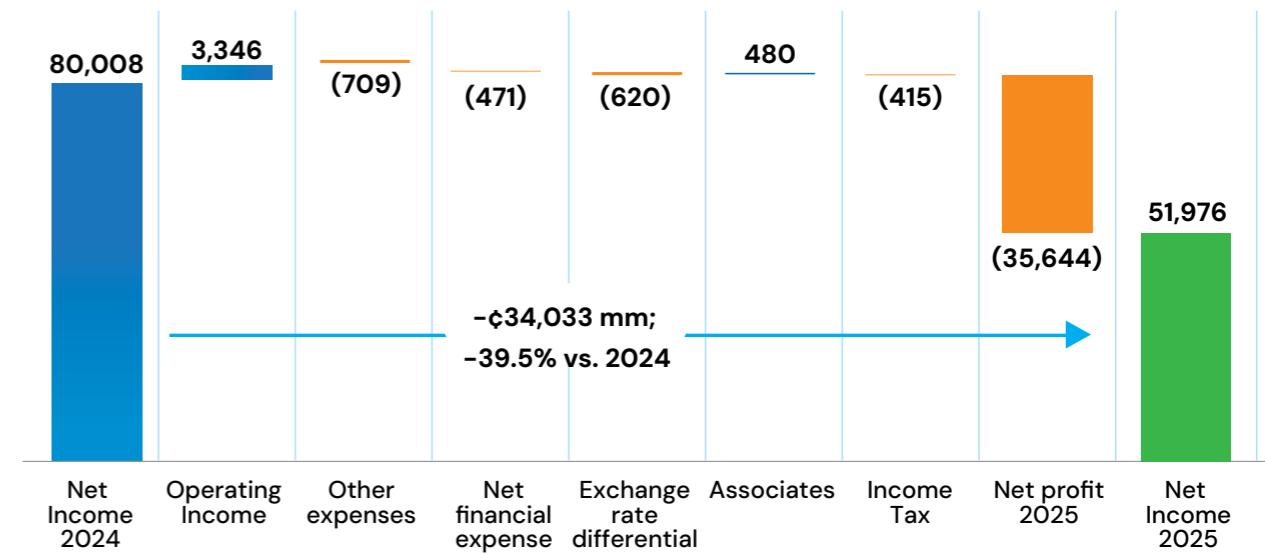 80,008
3,346
(709)
(471)
(620)
480
(415)
(35,644)
51,976
-¢34,033 mm;
-39.5% vs. 2024
Net
Income
2024
Operating
Income
Other
expenses
Net
financial
expense
Exchange
rate
differential
Associates
Income
Tax
Net profit
2025
Net
Income
2025